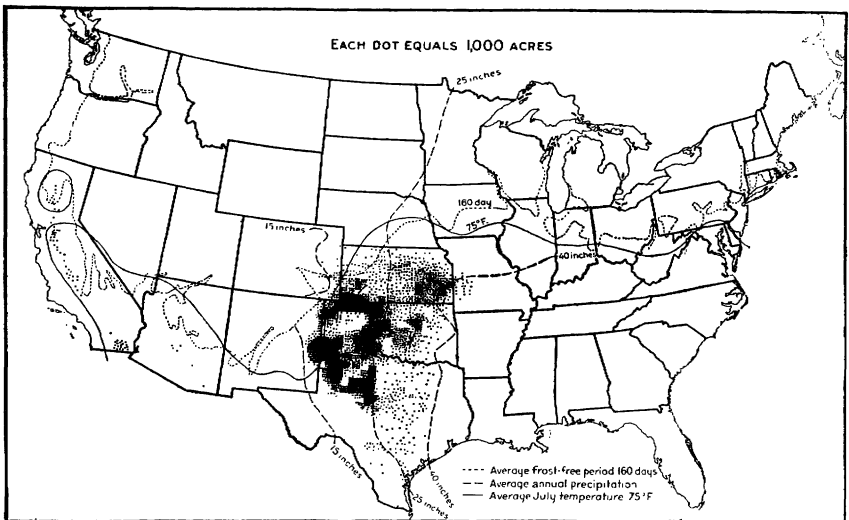 EACH DOT EQUALS 1,000 ACRES
25 inches
160 day
75°F.
15 inches
40 inches
15 inches
40 inches
25 inches
Average frost-free period 160 days
Average annual precipitation
Average July temperature 75°F